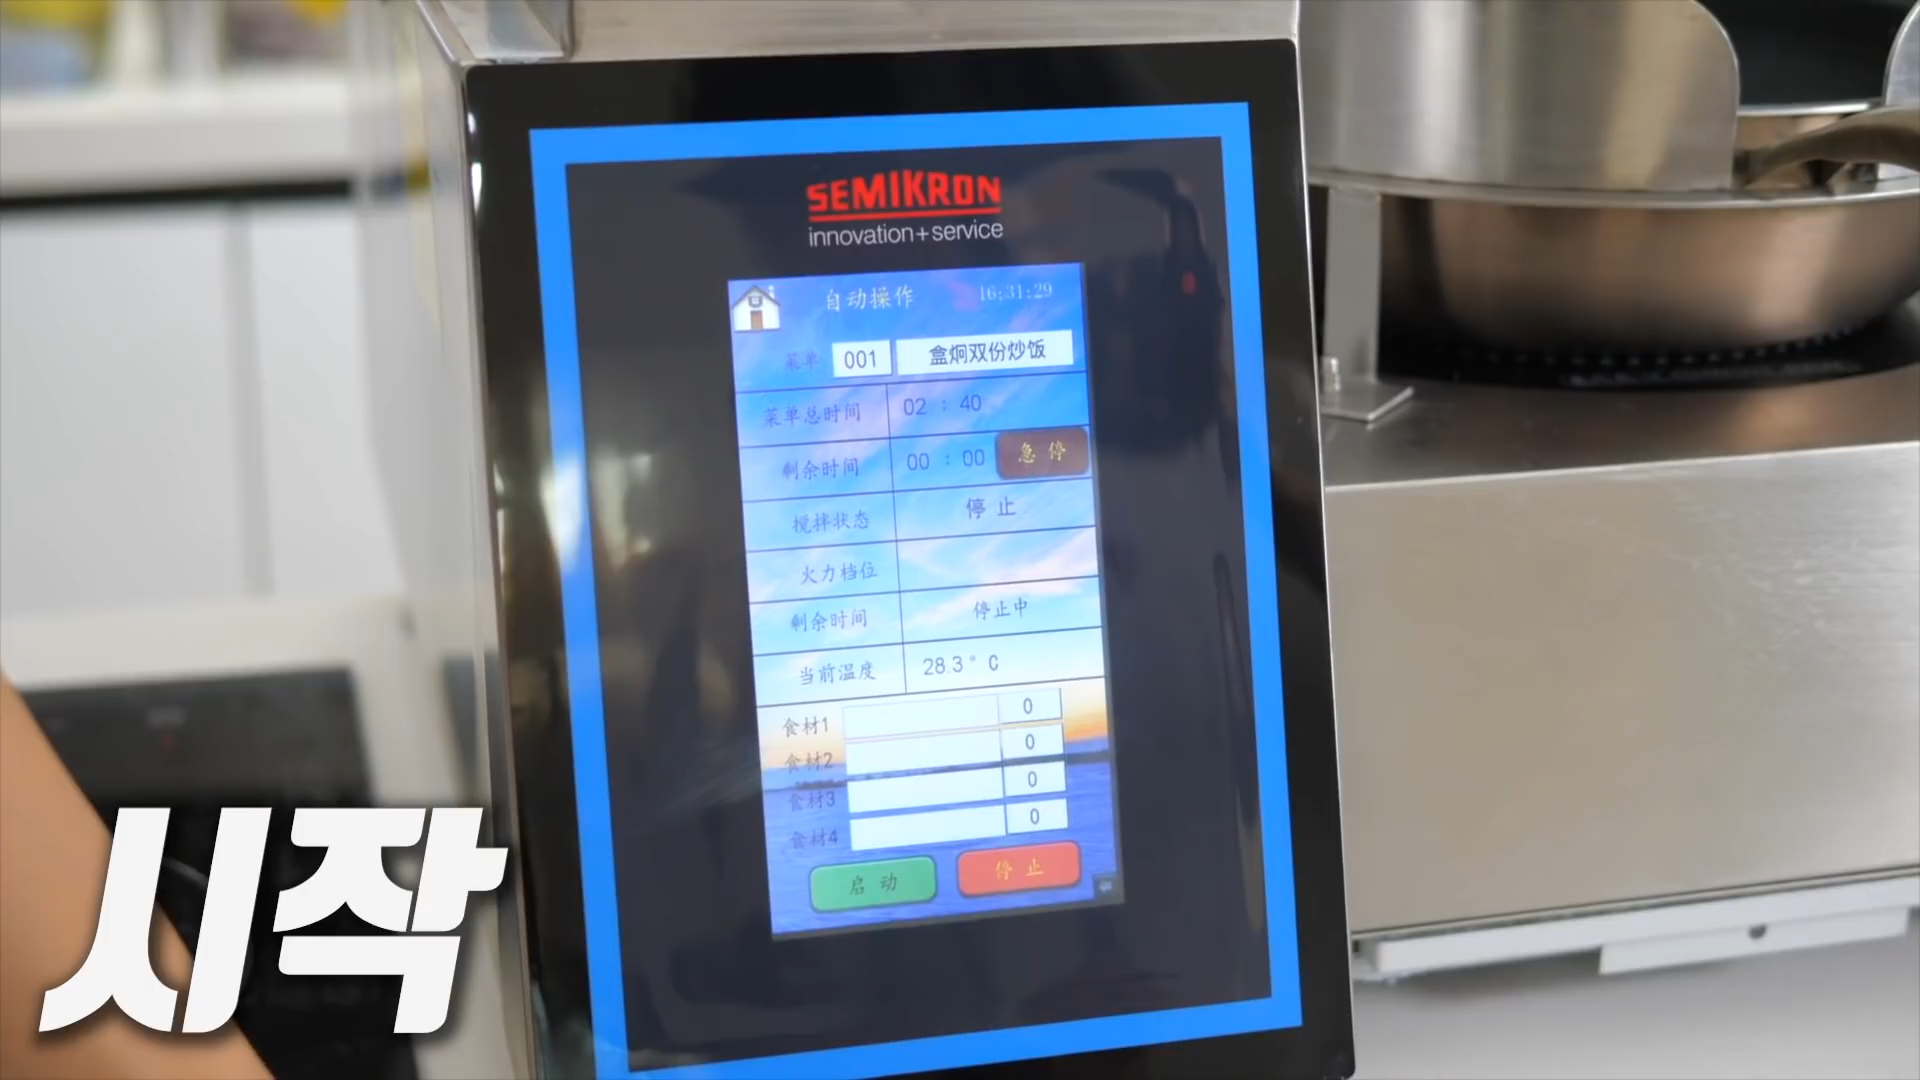 SEMIKRON
innovation+service
自动操作 16:31:29
菜单 001 盒炯双份炒饭
菜单总时间 02 : 40
剩余时间 00 : 00 急停
搅拌状态 停止
火力档位
剩余时间 停止中
当前温度 28.3°C
食材1 0
食材2 0
食材3 0
食材4 0
启动 停止
시작